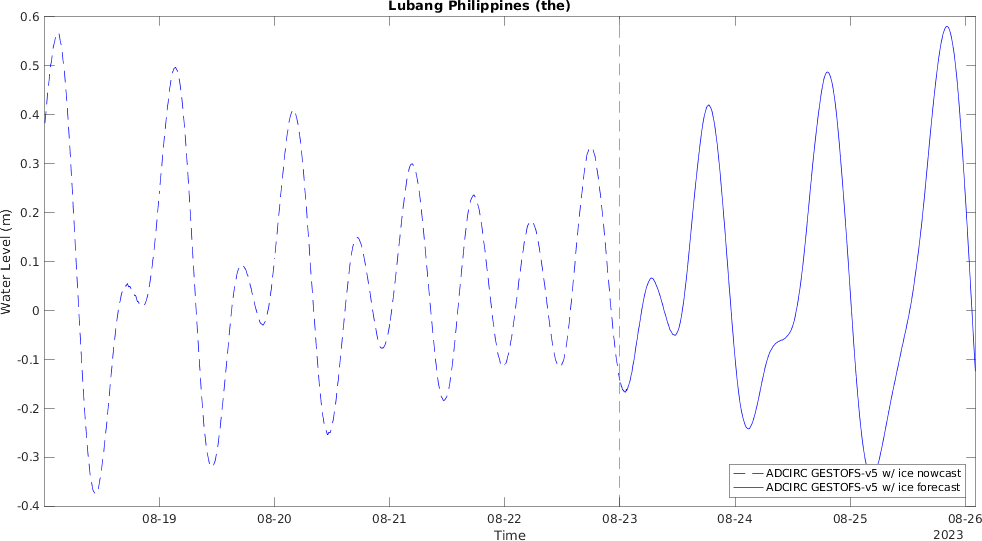 Lubang Philippines (the)
Water Level (m)
0.6
0.5
0.4
0.3
0.2
0.1
0
-0.1
-0.2
-0.3
-0.4
ADCIRC GESTOFS-v5 w/ ice nowcast
ADCIRC GESTOFS-v5 w/ ice forecast
08-19 08-20 08-21 08-22 08-23 08-24 08-25 08-26
Time
2023